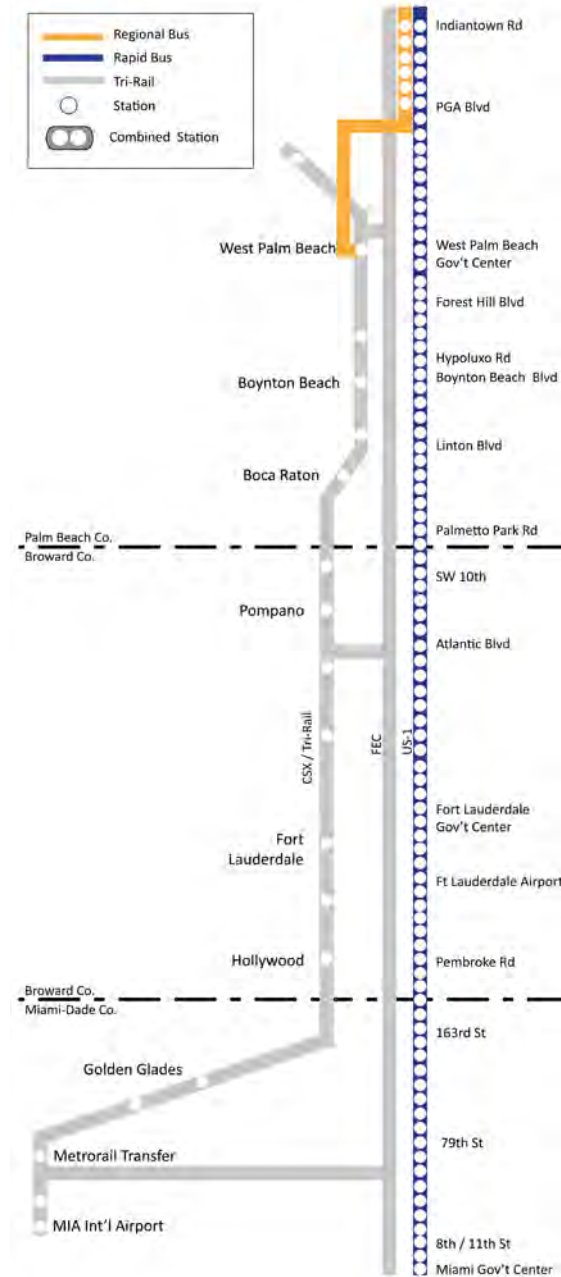 Regional Bus
Rapid Bus
Tri-Rail
Station
Combined Station
Indiantown Rd
PGA Blvd
West Palm Beach
West Palm Beach
Gov't Center
Forest Hill Blvd
Hypoluxo Rd
Boynton Beach
Boynton Beach Blvd
Linton Blvd
Boca Raton
Palmetto Park Rd
Palm Beach Co.
Broward Co.
SW 10th
Pompano
Atlantic Blvd
CSX / Tri-Rail
FEC
US-1
Fort Lauderdale
Gov't Center
Fort
Lauderdale
Ft Lauderdale Airport
Hollywood
Pembroke Rd
Broward Co.
Miami-Dade Co.
163rd St
Golden Glades
79th St
Metrorail Transfer
MIA Int'l Airport
8th / 11th St
Miami Gov't Center